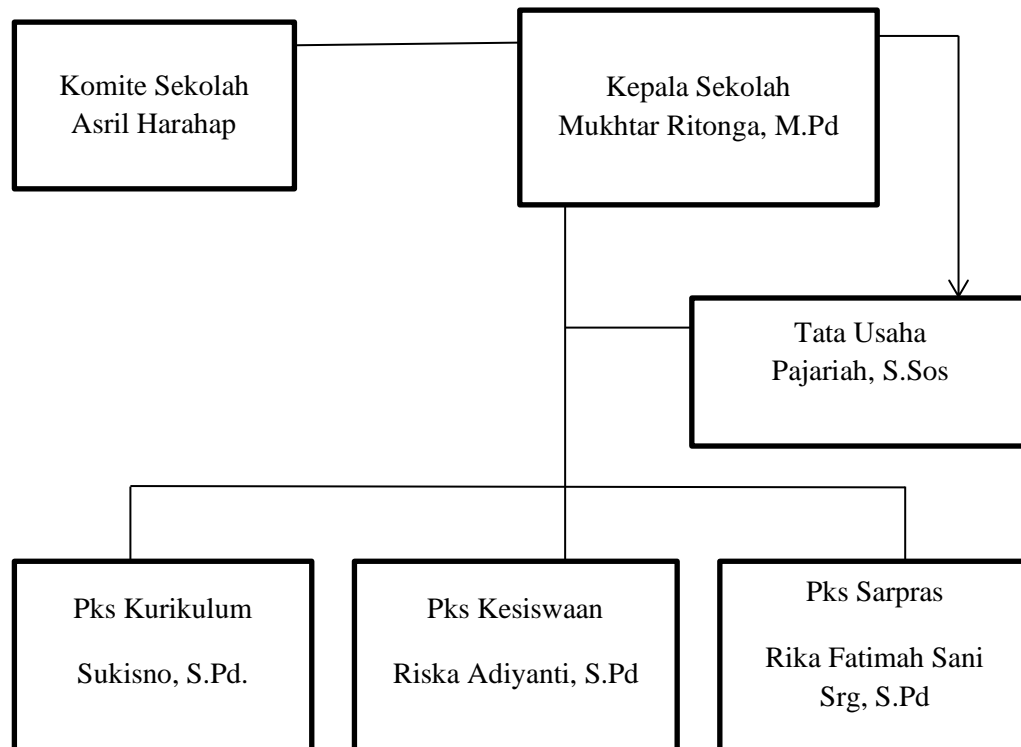 Komite Sekolah
Asril Harahap
Kepala Sekolah
Mukhtar Ritonga, M.Pd
Tata Usaha
Pajariah, S.Sos
Pks Kurikulum
Sukisno, S.Pd.
Pks Kesiswaan
Riska Adiyanti, S.Pd
Pks Sarpras
Rika Fatimah Sani
Srg, S.Pd